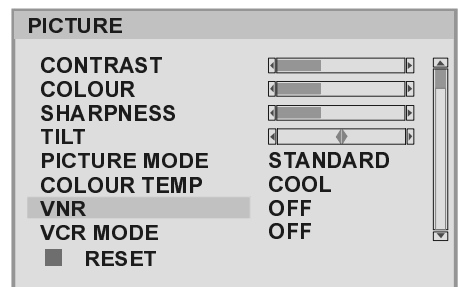 PICTURE
CONTRAST
COLOUR
SHARPNESS
TILT
PICTURE MODE STANDARD
COLOUR TEMP COOL
VNR OFF
VCR MODE OFF
RESET